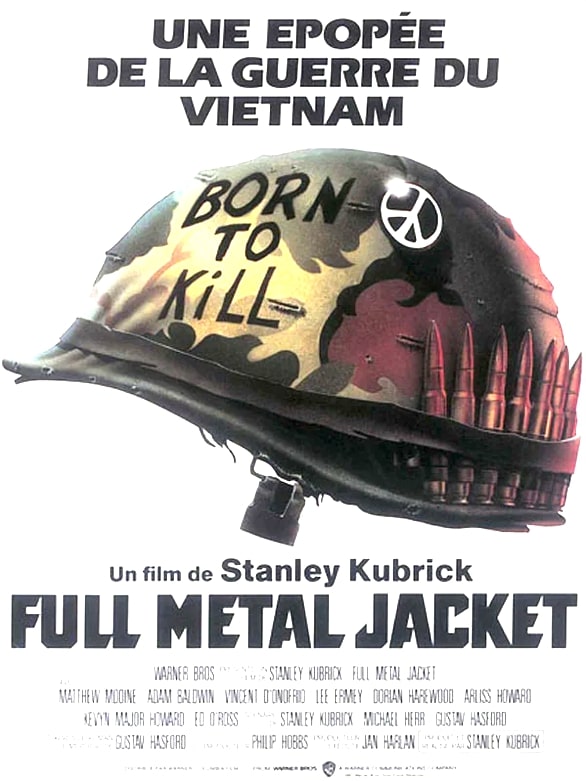 UNE EPOPÉE
DE LA GUERRE DU
VIETNAM
BORN
TO
KiLL
Un film de Stanley Kubrick
FULL METAL JACKET
WARNER BROS STANLEY KUBRICK FULL METAL JACKET
MATTHEW MODINE ADAM BALDWIN VINCENT D'ONOFRIO LEE ERMEY DORIAN HAREWOOD ARLISS HOWARD
KEVYN MAJOR HOWARD ED O'ROSS STANLEY KUBRICK MICHAEL HERR GUSTAV HASFORD
GUSTAV HASFORD PHILIP HOBBS JAN HARLAN STANLEY KUBRICK
WARNER BROS